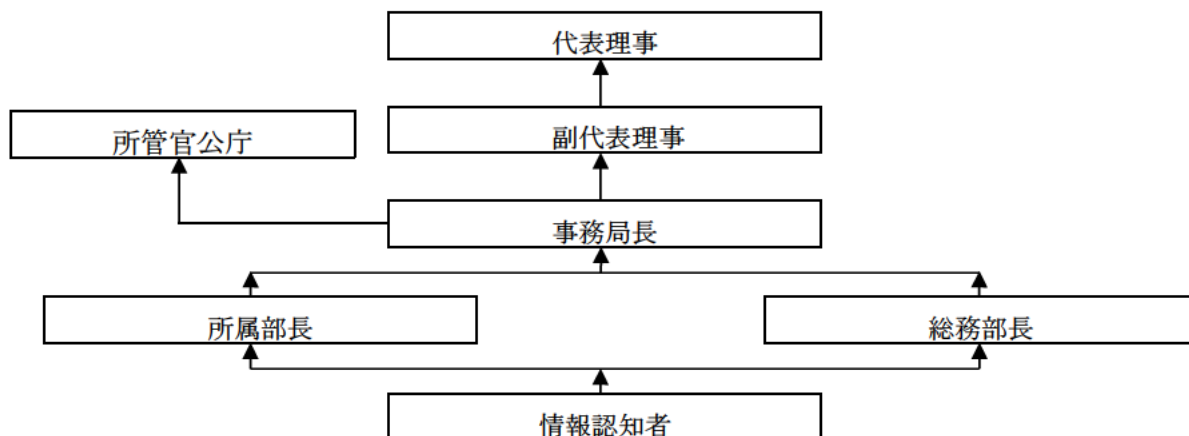 代表理事
所管官公庁
副代表理事
事務局長
所属部長
総務部長
情報認知者